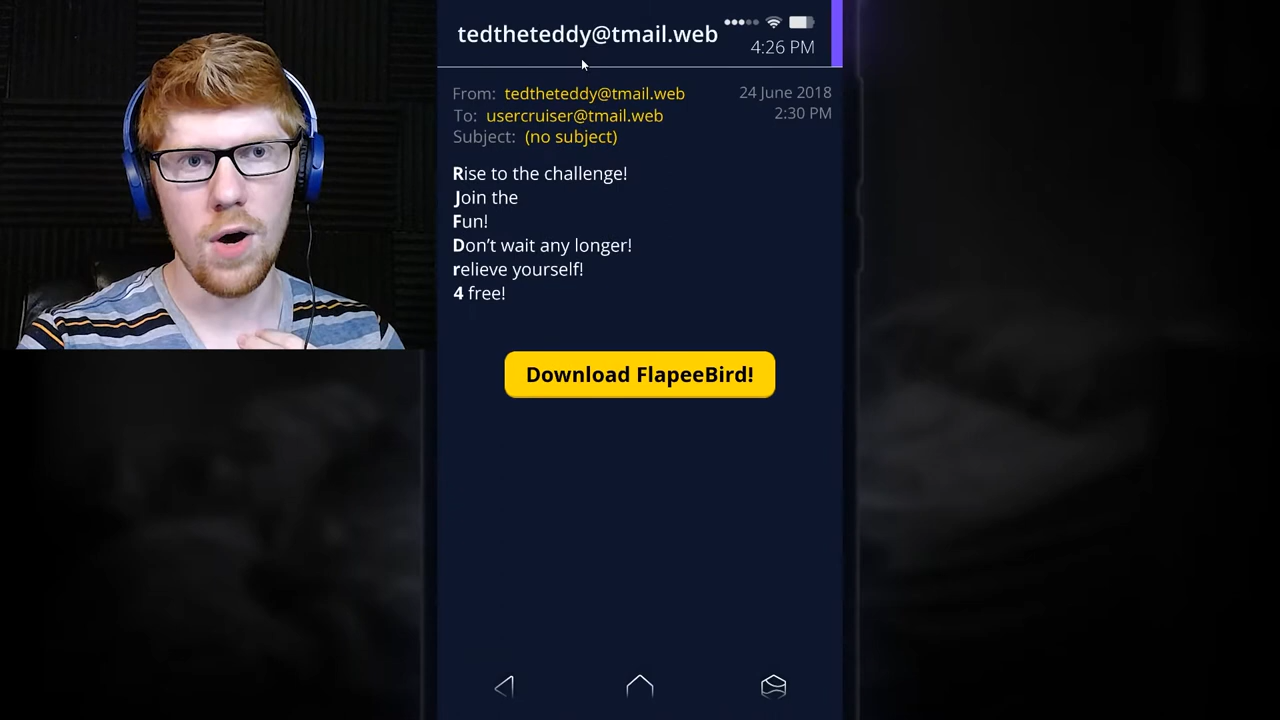 tedtheteddy@tmail.web
4:26 PM
From: tedtheteddy@tmail.web
24 June 2018
To: usercruiser@tmail.web
2:30 PM
Subject: (no subject)
Rise to the challenge!
Join the
Fun!
Don't wait any longer!
relieve yourself!
4 free!
Download FlapeeBird!